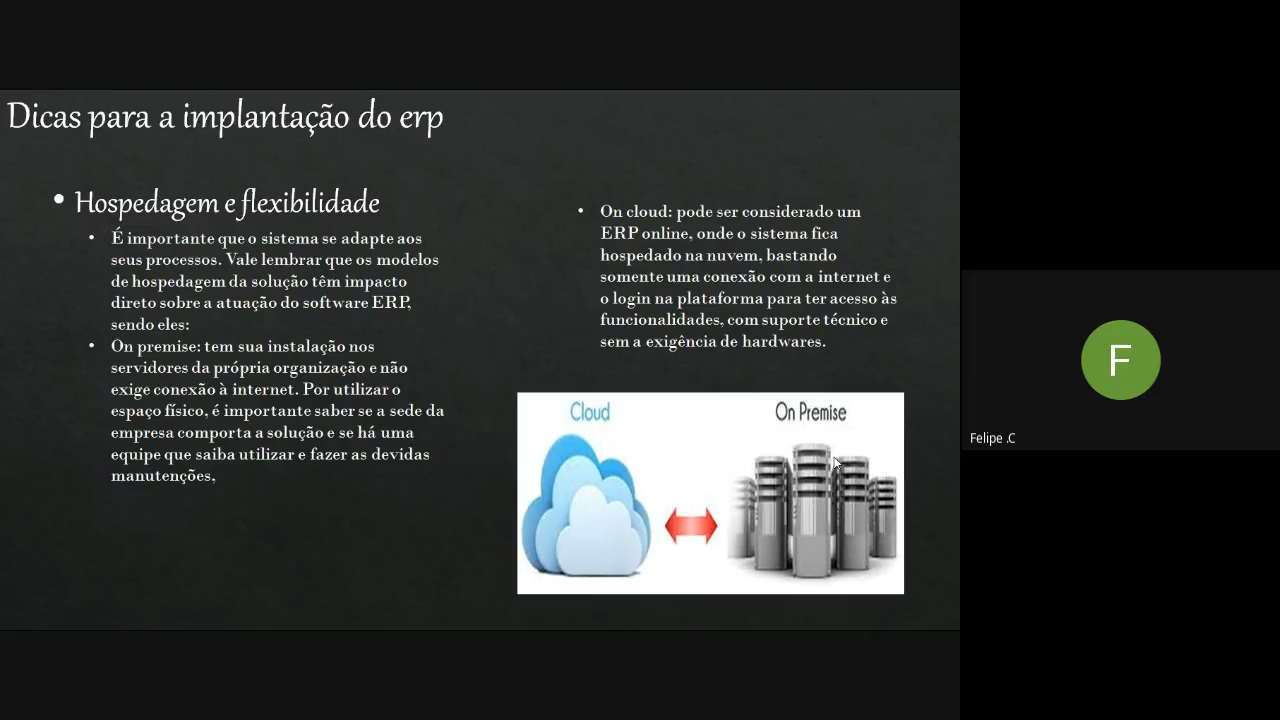 Dicas para a implantação do erp
• Hospedagem e flexibilidade
• É importante que o sistema se adapte aos
seus processos. Vale lembrar que os modelos
de hospedagem da solução têm impacto
direto sobre a atuação do software ERP,
sendo eles:
• On premise: tem sua instalação nos
servidores da própria organização e não
exige conexão à internet. Por utilizar o
espaço físico, é importante saber se a sede da
empresa comporta a solução e se há uma
equipe que saiba utilizar e fazer as devidas
manutenções,
• On cloud: pode ser considerado um
ERP online, onde o sistema fica
hospedado na nuvem, bastando
somente uma conexão com a internet e
o login na plataforma para ter acesso às
funcionalidades, com suporte técnico e
sem a exigência de hardwares.
Cloud
On Premise
F
Felipe .C